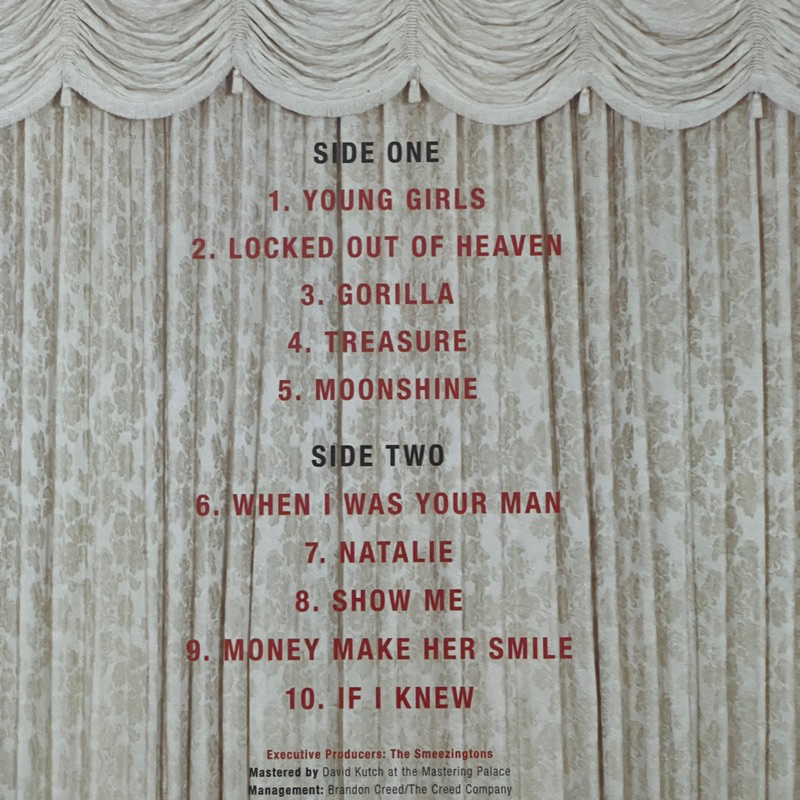 SIDE ONE
1. YOUNG GIRLS
2. LOCKED OUT OF HEAVEN
3. GORILLA
4. TREASURE
5. MOONSHINE
SIDE TWO
6. WHEN I WAS YOUR MAN
7. NATALIE
8. SHOW ME
9. MONEY MAKE HER SMILE
10. IF I KNEW
Executive Producers: The Smeezingtons
Mastered by David Kutch at the Mastering Palace
Management: Brandon Creed/The Creed Company